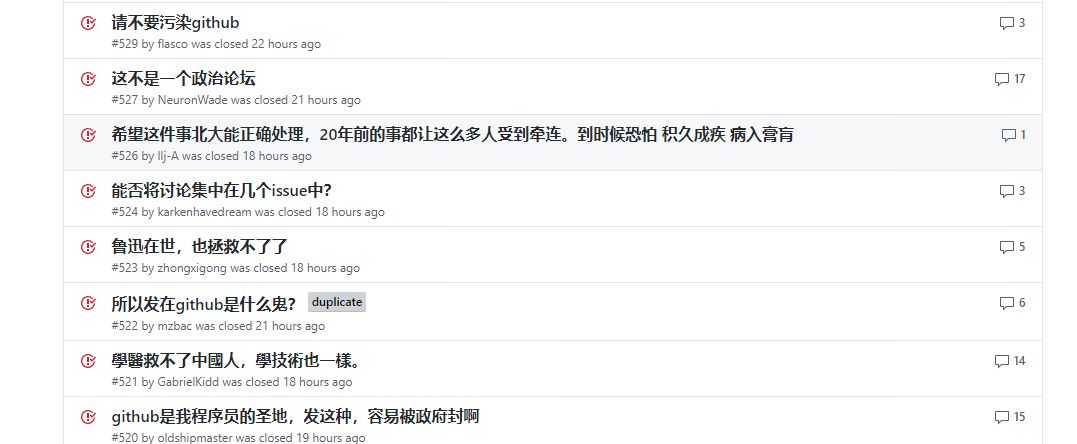 请不要污染github
3
#529 by flasco was closed 22 hours ago
这不是一个政治论坛
17
#527 by NeuronWade was closed 21 hours ago
希望这件事北大能正确处理，20年前的事都让这么多人受到牵连。到时候恐怕 积久成疾 病入膏肓
1
#526 by llj-A was closed 18 hours ago
能否将讨论集中在几个issue中?
3
#524 by karkenhavedream was closed 18 hours ago
鲁迅在世，也拯救不了了
5
#523 by zhongxigong was closed 18 hours ago
所以发在github是什么鬼? duplicate
6
#522 by mzbac was closed 21 hours ago
學醫救不了中國人，學技術也一樣。
14
#521 by GabrielKidd was closed 18 hours ago
github是我程序员的圣地，发这种，容易被政府封啊
15
#520 by oldshipmaster was closed 19 hours ago